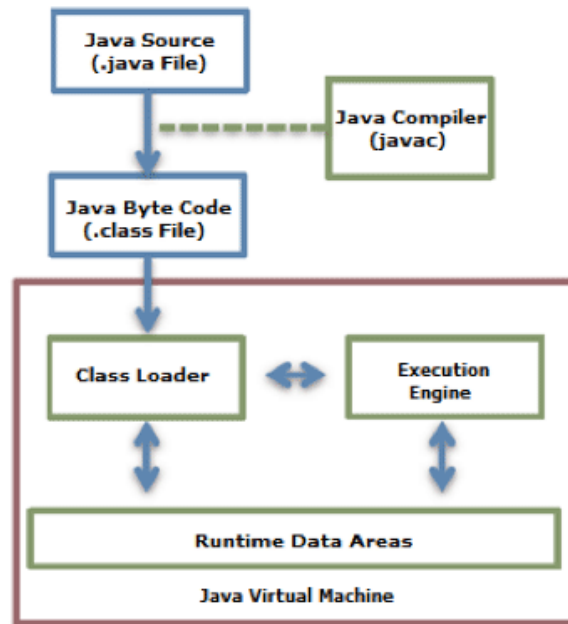 Java Source
(.java File)
Java Compiler
(javac)
Java Byte Code
(.class File)
Class Loader
Execution
Engine
Runtime Data Areas
Java Virtual Machine